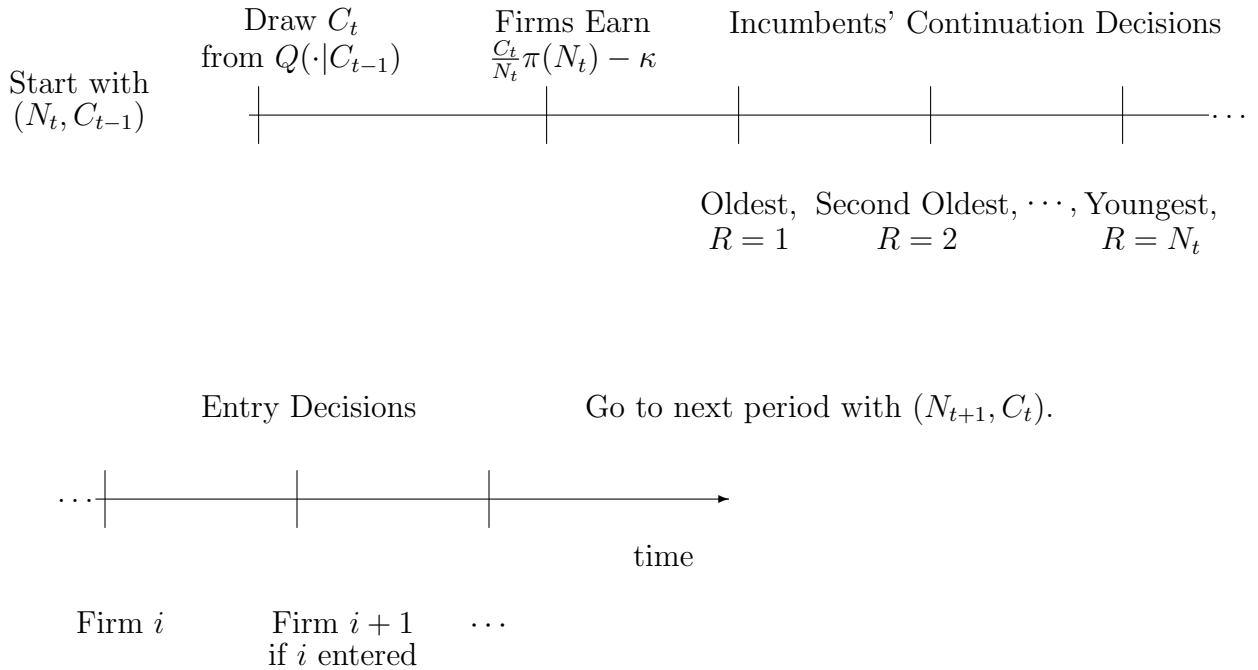 Draw $C_t$
from $Q(\cdot|C_{t-1})$
Firms Earn
$\frac{C_t}{N_t}\pi(N_t) - \kappa$
Incumbents' Continuation Decisions
Start with
$(N_t, C_{t-1})$
⋯
Oldest,
$R = 1$
Second Oldest,
$R = 2$
⋯ ,
Youngest,
$R = N_t$
Entry Decisions
Go to next period with $(N_{t+1}, C_t)$.
⋯
time
Firm $i$
Firm $i + 1$
if $i$ entered
⋯